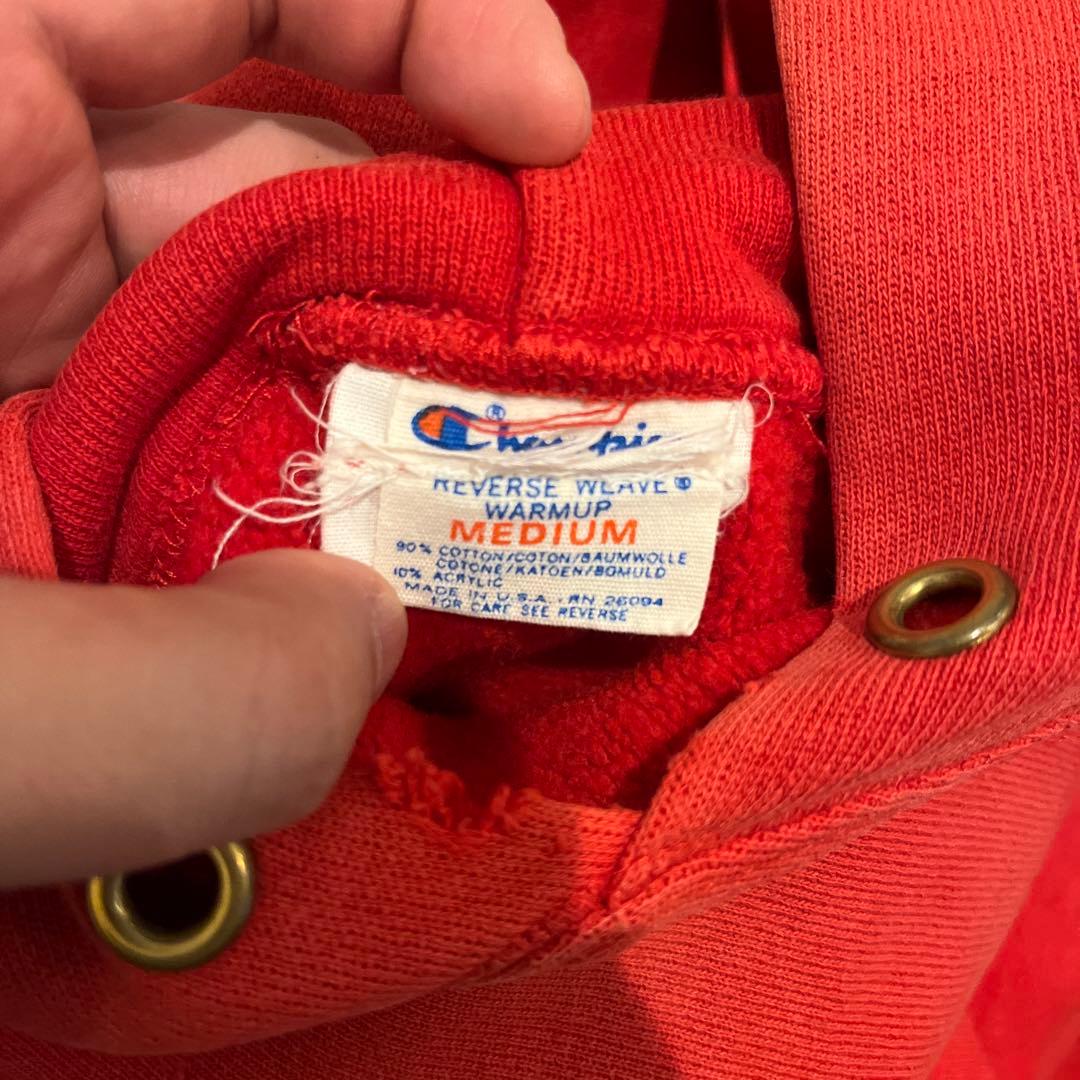 Champion®
REVERSE WEAVE®
WARMUP
MEDIUM
90% COTTON/COTON/BAUMWOLLE
COTONE/KATOEN/BOMULD
10% ACRYLIC
MADE IN U.S.A. RN 26094
FOR CARE SEE REVERSE